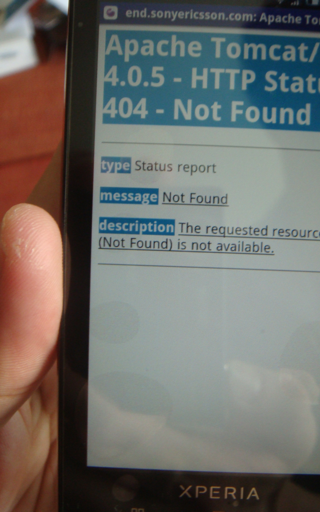 end.sonyericsson.com: Apache To
Apache Tomcat/
4.0.5 - HTTP Stat
404 - Not Found
type Status report
message Not Found
description The requested resourc
(Not Found) is not available.
XPERIA